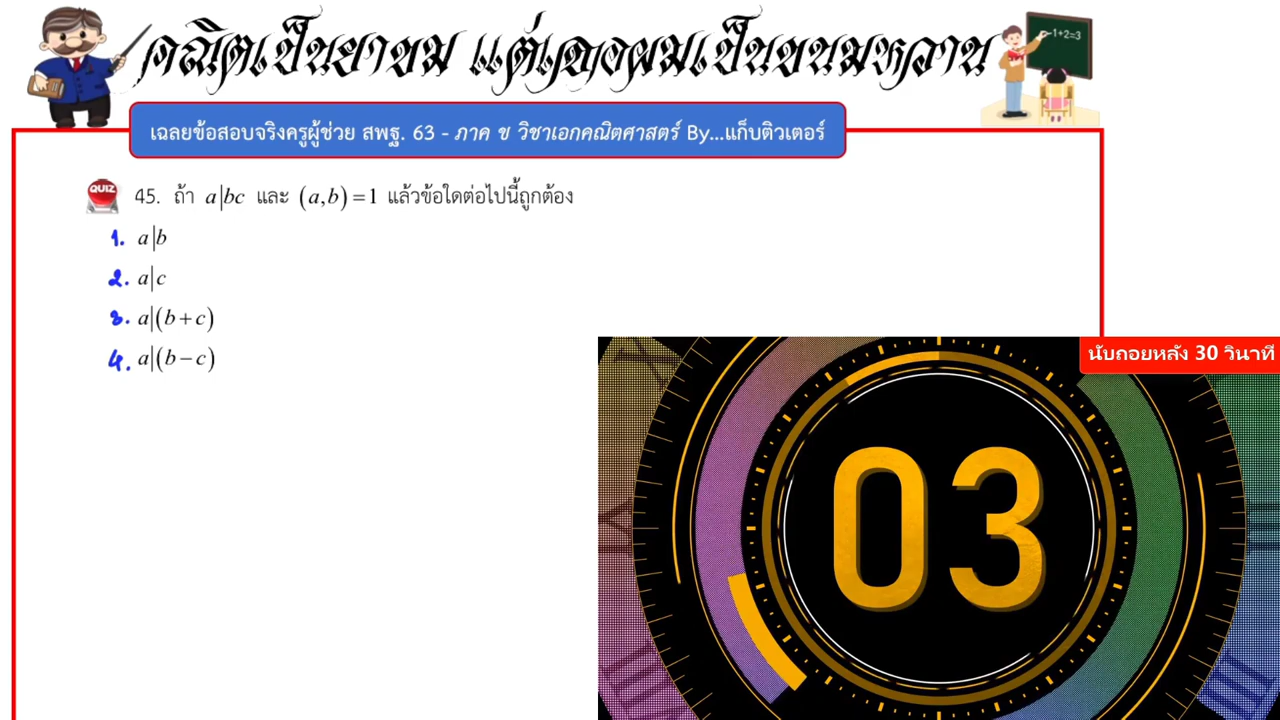 คณิตเป็นยาขม แต่เจอผมเป็นขนมหวาน
1+2=3
เฉลยข้อสอบจริงครูผู้ช่วย สพฐ. 63 - ภาค ข วิชาเอกคณิตศาสตร์ By...แก็บติวเตอร์
QUIZ 45. ถ้า a|bc และ (a,b)=1 แล้วข้อใดต่อไปนี้ถูกต้อง
1. a|b
2. a|c
3. a|(b+c)
4. a|(b−c)
นับถอยหลัง 30 วินาที
03